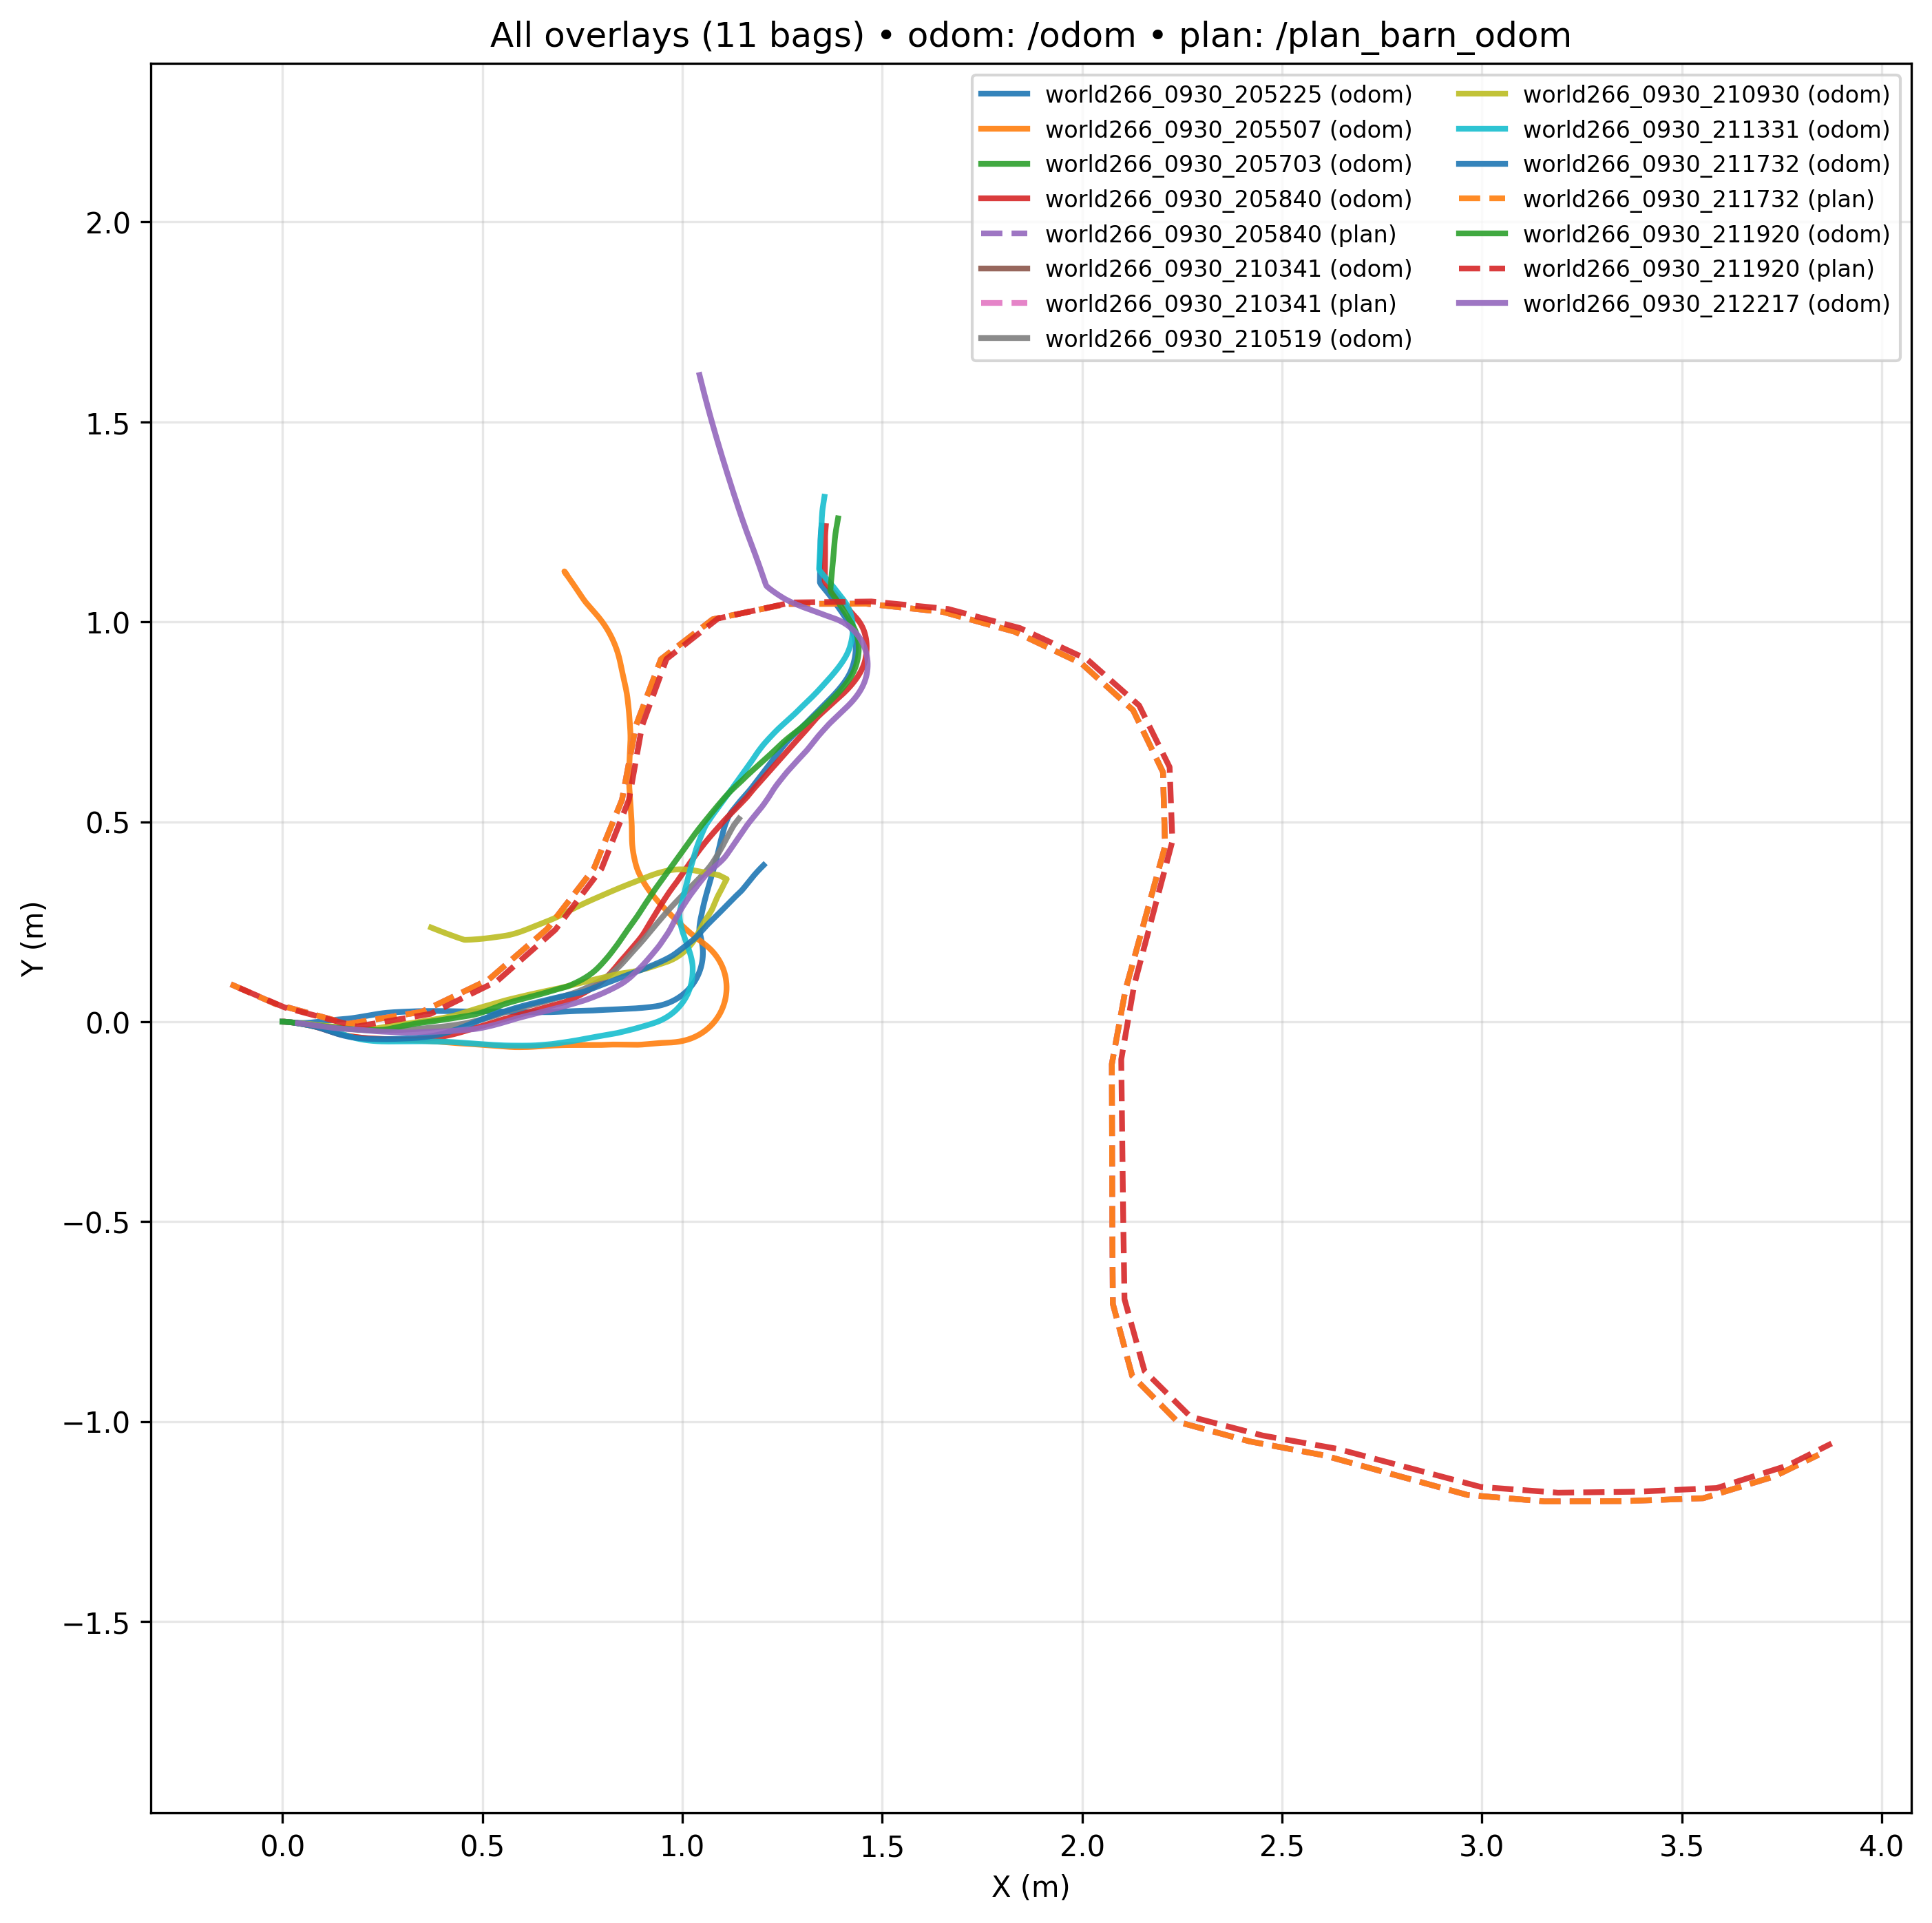 All overlays (11 bags) • odom: /odom • plan: /plan_barn_odom
world266_0930_205225 (odom)
world266_0930_205507 (odom)
world266_0930_205703 (odom)
world266_0930_205840 (odom)
world266_0930_205840 (plan)
world266_0930_210341 (odom)
world266_0930_210341 (plan)
world266_0930_210519 (odom)
world266_0930_210930 (odom)
world266_0930_211331 (odom)
world266_0930_211732 (odom)
world266_0930_211732 (plan)
world266_0930_211920 (odom)
world266_0930_211920 (plan)
world266_0930_212217 (odom)
Y (m)
2.0
1.5
1.0
0.5
0.0
−0.5
−1.0
−1.5
0.0 0.5 1.0 1.5 2.0 2.5 3.0 3.5 4.0
X (m)